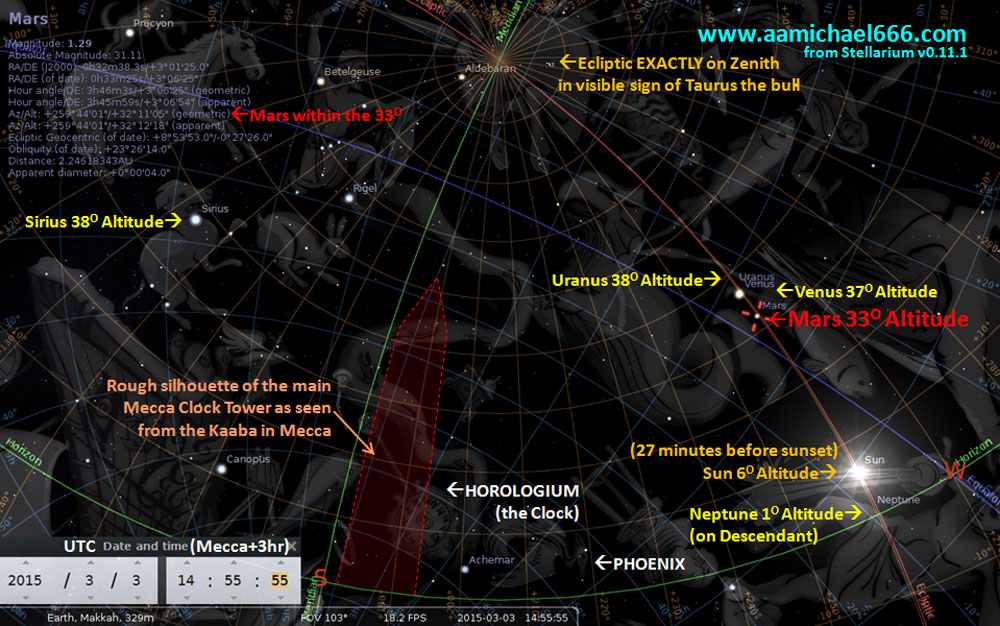 Mars
Magnitude: 1.29
Absolute Magnitude: 31.11
RA/DE (J2000): 0h32m38.3s/+3°01'25.0"
RA/DE (of date): 0h33m25s/+3°06'25"
Hour angle/DE: 3h46m3s/+3°06'25" (geometric)
Hour angle/DE: 3h45m59s/+3°06'54" (apparent)
Az/Alt: +259°44'01"/+32°11'05" (geometric)
Az/Alt: +259°44'01"/+32°12'18" (apparent)
Ecliptic Geocentric (of date): +8°53'53.0"/-0°27'26.0"
Obliquity (of date): +23°26'14.0"
Distance: 2.24618343AU
Apparent diameter: +0°00'04.0"
←Mars within the 33°
Procyon
Betelgeuse
Aldebaran
Ecliptic
Meridian
www.aamichael666.com
from Stellarium v0.11.1
←Ecliptic EXACTLY on Zenith
in visible sign of Taurus the bull
Rigel
Sirius
Sirius 38° Altitude→
Uranus 38° Altitude→
Uranus
Venus
←Venus 37° Altitude
Mars
←Mars 33° Altitude
Rough silhouette of the main
Mecca Clock Tower as seen
from the Kaaba in Mecca
Horizon
Canopus
(27 minutes before sunset)
Sun 6° Altitude→
Sun
W
Horizon
Equator
Neptune
Neptune 1° Altitude→
(on Descendant)
←HOROLOGIUM
(the Clock)
Achernar
←PHOENIX
UTC Date and time (Mecca+3hr) x
2015 / 3 / 3 14 : 55 : 55
S
Meridian
Ecliptic
Earth, Makkah, 329m FOV 103° 18.2 FPS 2015-03-03 14:55:55